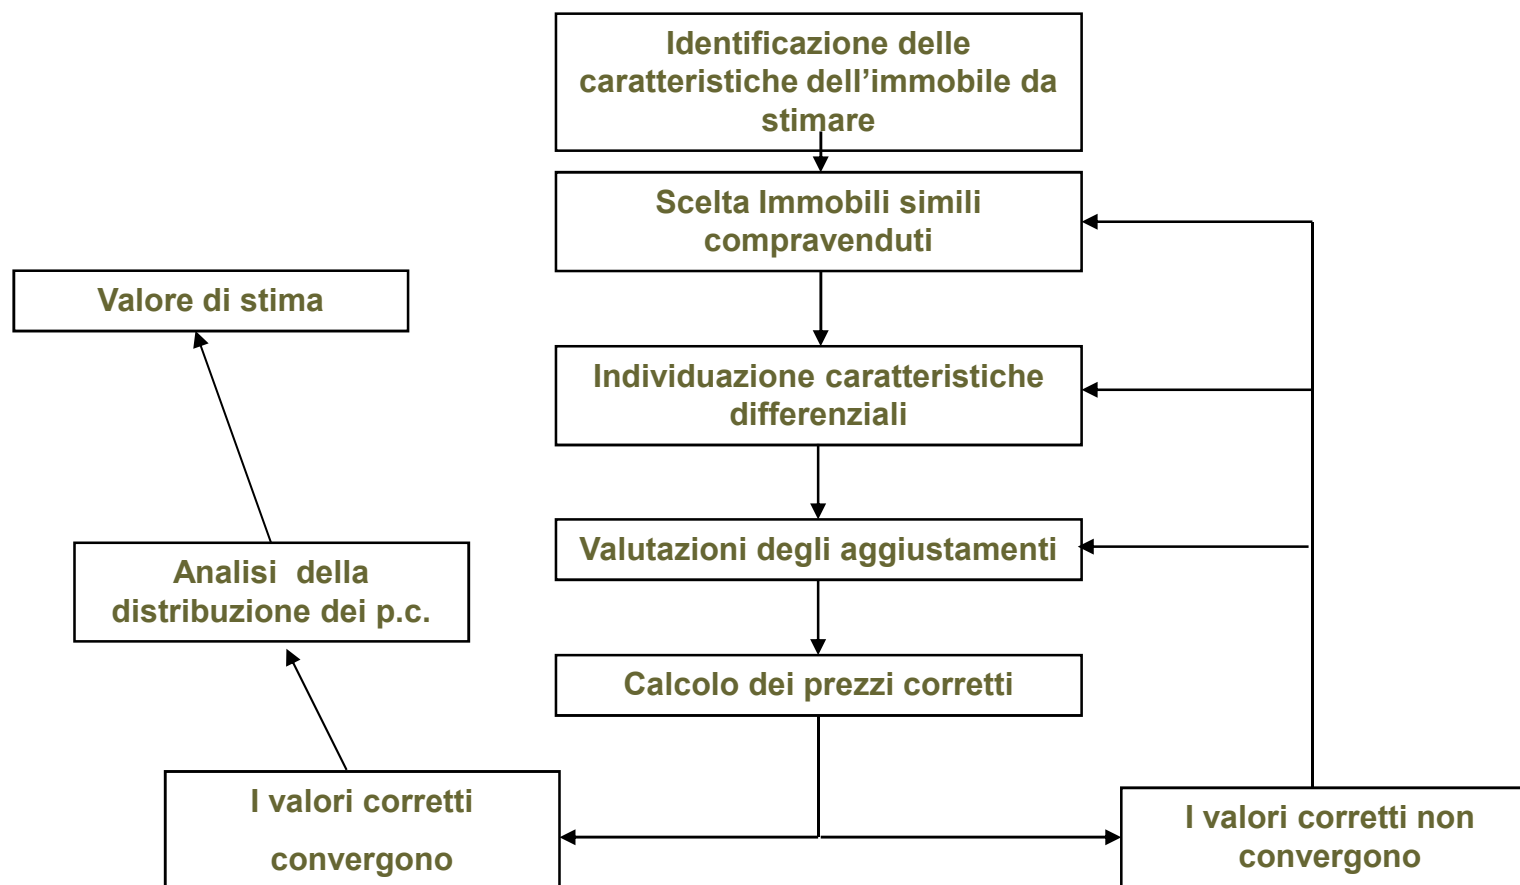 Identificazione delle
caratteristiche dell’immobile da
stimare
Scelta Immobili simili
compravenduti
Valore di stima
Individuazione caratteristiche
differenziali
Valutazioni degli aggiustamenti
Analisi della
distribuzione dei p.c.
Calcolo dei prezzi corretti
I valori corretti
convergono
I valori corretti non
convergono